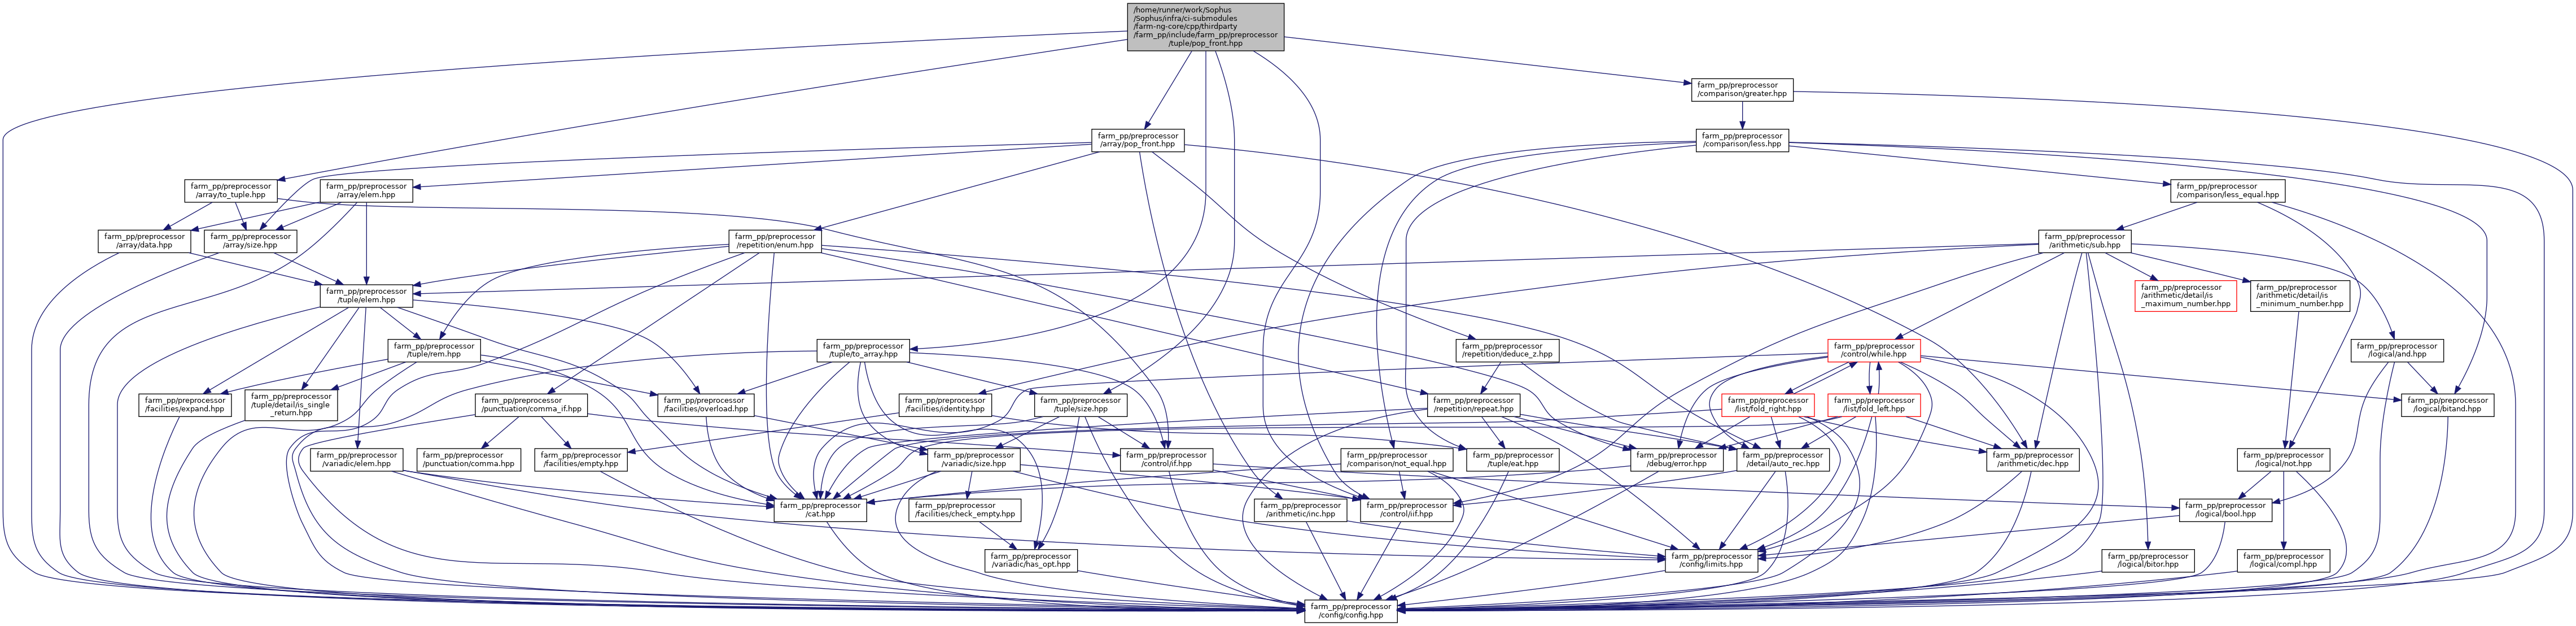 /home/runner/work/Sophus
/Sophus/infra/ci-submodules
/farm-ng-core/cpp/thirdparty
/farm_pp/include/farm_pp/preprocessor
/tuple/pop_front.hpp
farm_pp/preprocessor
/comparison/greater.hpp
farm_pp/preprocessor
/array/pop_front.hpp
farm_pp/preprocessor
/comparison/less.hpp
farm_pp/preprocessor
/array/to_tuple.hpp
farm_pp/preprocessor
/array/elem.hpp
farm_pp/preprocessor
/comparison/less_equal.hpp
farm_pp/preprocessor
/array/data.hpp
farm_pp/preprocessor
/array/size.hpp
farm_pp/preprocessor
/repetition/enum.hpp
farm_pp/preprocessor
/arithmetic/sub.hpp
farm_pp/preprocessor
/tuple/elem.hpp
farm_pp/preprocessor
/arithmetic/detail/is
_maximum_number.hpp
farm_pp/preprocessor
/arithmetic/detail/is
_minimum_number.hpp
farm_pp/preprocessor
/tuple/rem.hpp
farm_pp/preprocessor
/tuple/to_array.hpp
farm_pp/preprocessor
/repetition/deduce_z.hpp
farm_pp/preprocessor
/control/while.hpp
farm_pp/preprocessor
/logical/and.hpp
farm_pp/preprocessor
/facilities/expand.hpp
farm_pp/preprocessor
/tuple/detail/is_single
_return.hpp
farm_pp/preprocessor
/punctuation/comma_if.hpp
farm_pp/preprocessor
/facilities/overload.hpp
farm_pp/preprocessor
/facilities/identity.hpp
farm_pp/preprocessor
/tuple/size.hpp
farm_pp/preprocessor
/repetition/repeat.hpp
farm_pp/preprocessor
/list/fold_right.hpp
farm_pp/preprocessor
/list/fold_left.hpp
farm_pp/preprocessor
/logical/bitand.hpp
farm_pp/preprocessor
/variadic/elem.hpp
farm_pp/preprocessor
/punctuation/comma.hpp
farm_pp/preprocessor
/facilities/empty.hpp
farm_pp/preprocessor
/variadic/size.hpp
farm_pp/preprocessor
/control/if.hpp
farm_pp/preprocessor
/comparison/not_equal.hpp
farm_pp/preprocessor
/tuple/eat.hpp
farm_pp/preprocessor
/debug/error.hpp
farm_pp/preprocessor
/detail/auto_rec.hpp
farm_pp/preprocessor
/arithmetic/dec.hpp
farm_pp/preprocessor
/logical/not.hpp
farm_pp/preprocessor
/cat.hpp
farm_pp/preprocessor
/facilities/check_empty.hpp
farm_pp/preprocessor
/arithmetic/inc.hpp
farm_pp/preprocessor
/control/iif.hpp
farm_pp/preprocessor
/logical/bool.hpp
farm_pp/preprocessor
/variadic/has_opt.hpp
farm_pp/preprocessor
/config/limits.hpp
farm_pp/preprocessor
/logical/bitor.hpp
farm_pp/preprocessor
/logical/compl.hpp
farm_pp/preprocessor
/config/config.hpp